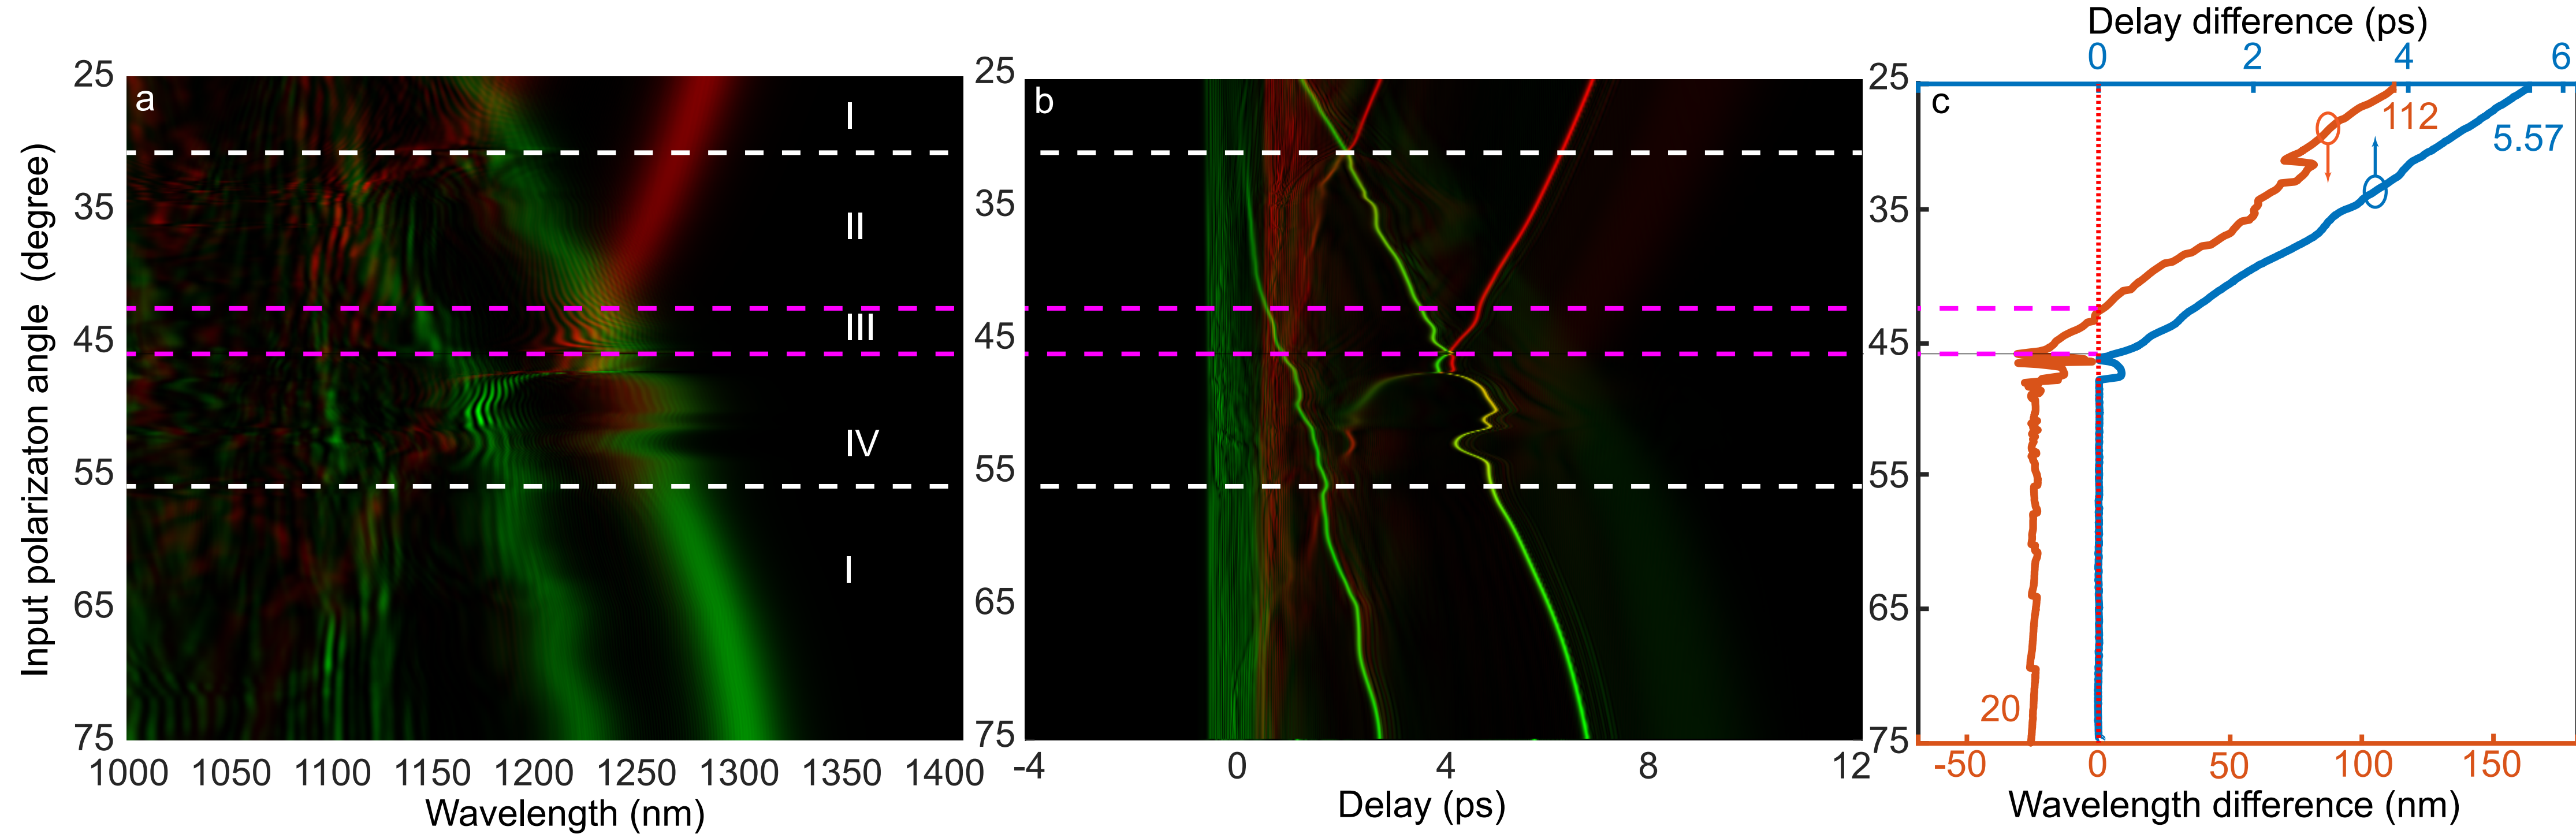 Input polarizaton angle (degree)
25
35
45
55
65
75
a
I
II
III
IV
I
1000 1050 1100 1150 1200 1250 1300 1350 1400
Wavelength (nm)
25
35
45
55
65
75
b
-4 0 4 8 12
Delay (ps)
Delay difference (ps)
0 2 4 6
25
35
45
55
65
75
c
112
5.57
20
-50 0 50 100 150
Wavelength difference (nm)